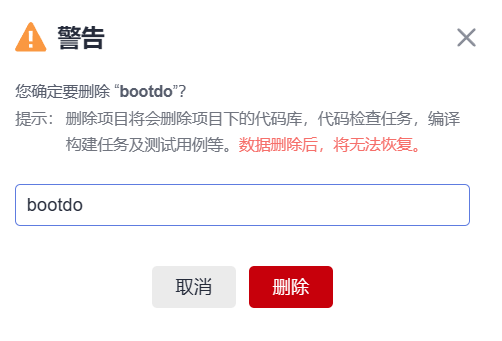 警告
您确定要删除 “bootdo”？
提示： 删除项目将会删除项目下的代码库，代码检查任务，编译
构建任务及测试用例等。数据删除后，将无法恢复。
bootdo
取消 删除